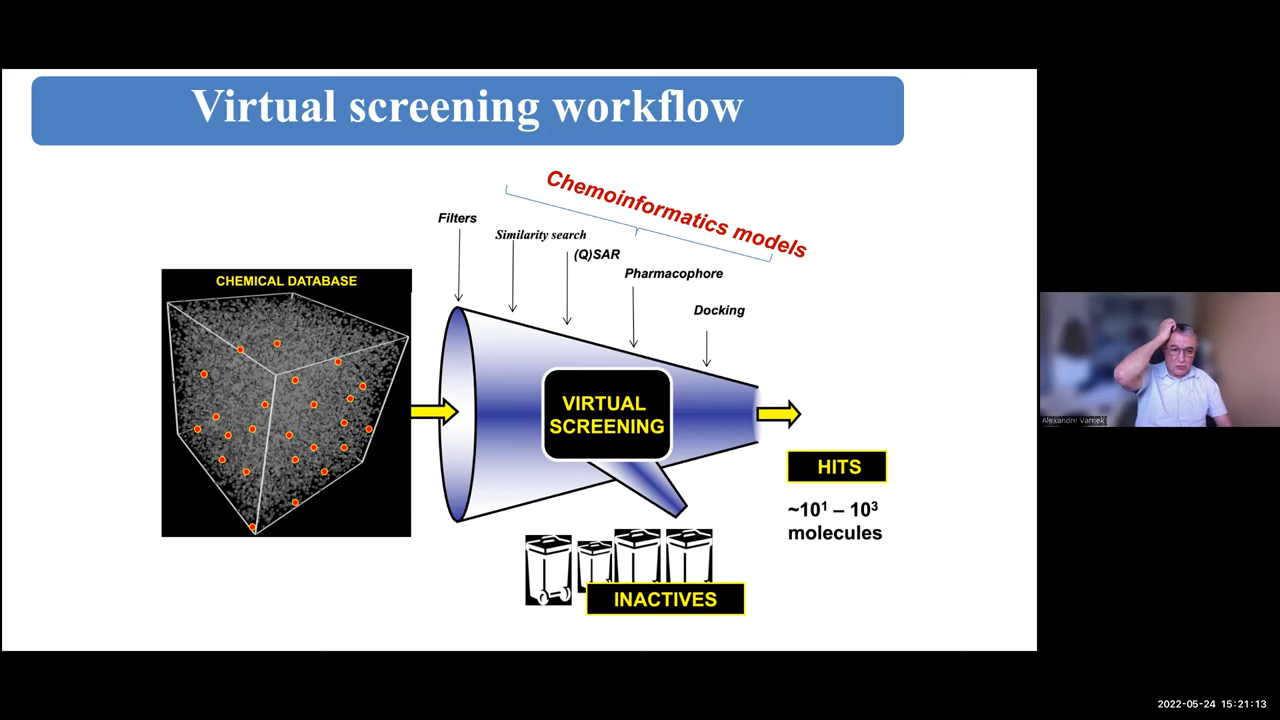 Virtual screening workflow
Chemoinformatics models
Filters
Similarity search
(Q)SAR
Pharmacophore
Docking
CHEMICAL DATABASE
VIRTUAL
SCREENING
HITS
~10¹ – 10³
molecules
INACTIVES
Alexandre Varnek
2022-05-24 15:21:13